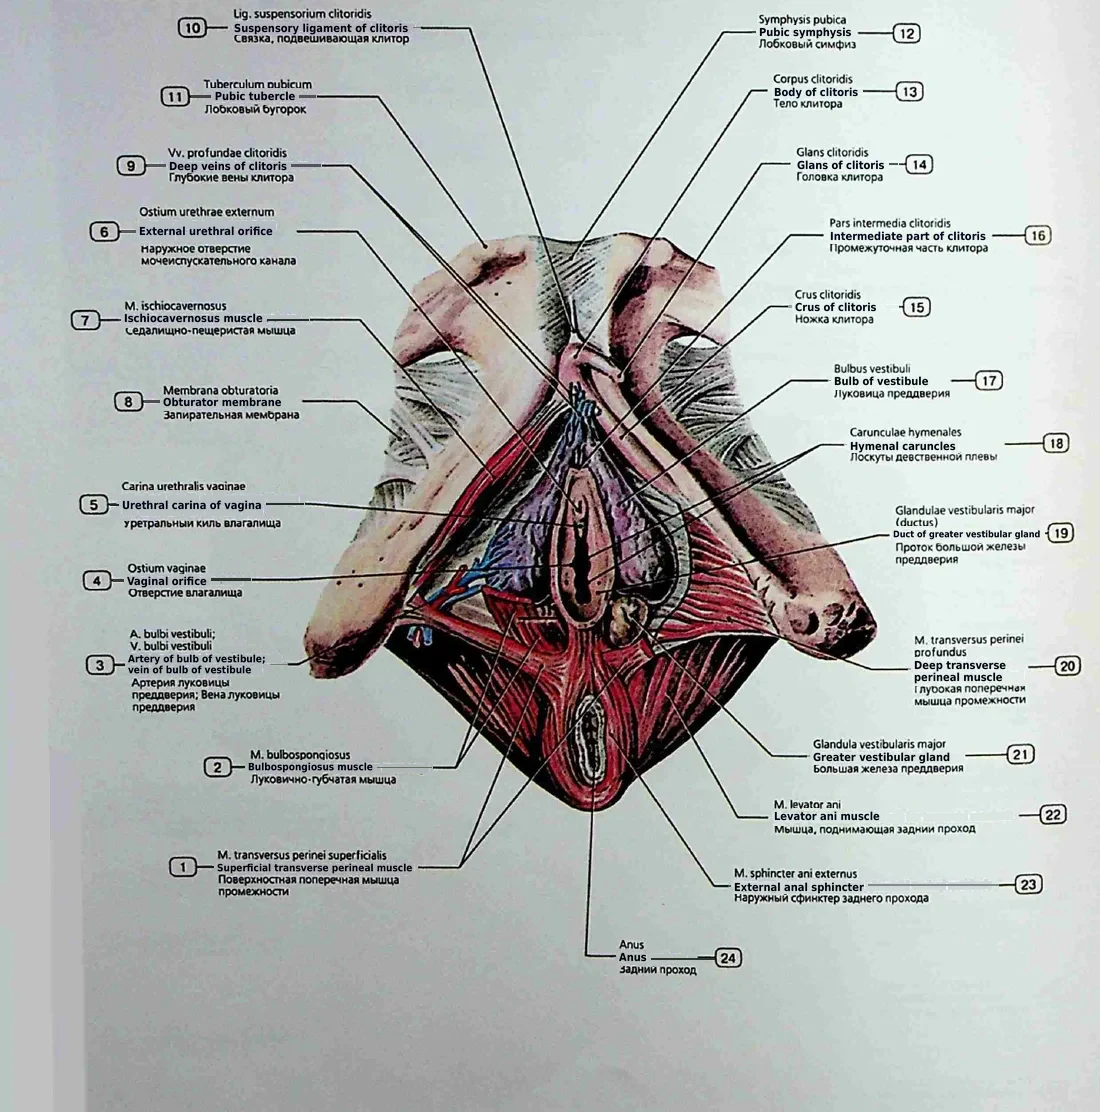 10
Lig. suspensorium clitoridis
Suspensory ligament of clitoris
Связка, подвешивающая клитор
11
Tuberculum pubicum
Pubic tubercle
Лобковый бугорок
9
Vv. profundae clitoridis
Deep veins of clitoris
Глубокие вены клитора
6
Ostium urethrae externum
External urethral orifice
Наружное отверстие
мочеиспускательного канала
7
M. ischiocavernosus
Ischiocavernosus muscle
Седалищно-пещеристая мышца
8
Membrana obturatoria
Obturator membrane
Запирательная мембрана
5
Carina urethralis vaginae
Urethral carina of vagina
Уретральный киль влагалища
4
Ostium vaginae
Vaginal orifice
Отверстие влагалища
3
A. bulbi vestibuli;
V. bulbi vestibuli
Artery of bulb of vestibule;
vein of bulb of vestibule
Артерия луковицы
преддверия; Вена луковицы
преддверия
2
M. bulbospongiosus
Bulbospongiosus muscle
Луковично-губчатая мышца
1
M. transversus perinei superficialis
Superficial transverse perineal muscle
Поверхностная поперечная мышца
промежности
12
Symphysis pubica
Pubic symphysis
Лобковый симфиз
13
Corpus clitoridis
Body of clitoris
Тело клитора
14
Glans clitoridis
Glans of clitoris
Головка клитора
16
Pars intermedia clitoridis
Intermediate part of clitoris
Промежуточная часть клитора
15
Crus clitoridis
Crus of clitoris
Ножка клитора
17
Bulbus vestibuli
Bulb of vestibule
Луковица преддверия
18
Carunculae hymenales
Hymenal caruncles
Лоскуты девственной плевы
19
Glandulae vestibularis major
(ductus)
Duct of greater vestibular gland
Проток большой железы
преддверия
20
M. transversus perinei
profundus
Deep transverse
perineal muscle
Глубокая поперечная
мышца промежности
21
Glandula vestibularis major
Greater vestibular gland
Большая железа преддверия
22
M. levator ani
Levator ani muscle
Мышца, поднимающая задний проход
23
M. sphincter ani externus
External anal sphincter
Наружный сфинктер заднего прохода
24
Anus
Anus
Задний проход